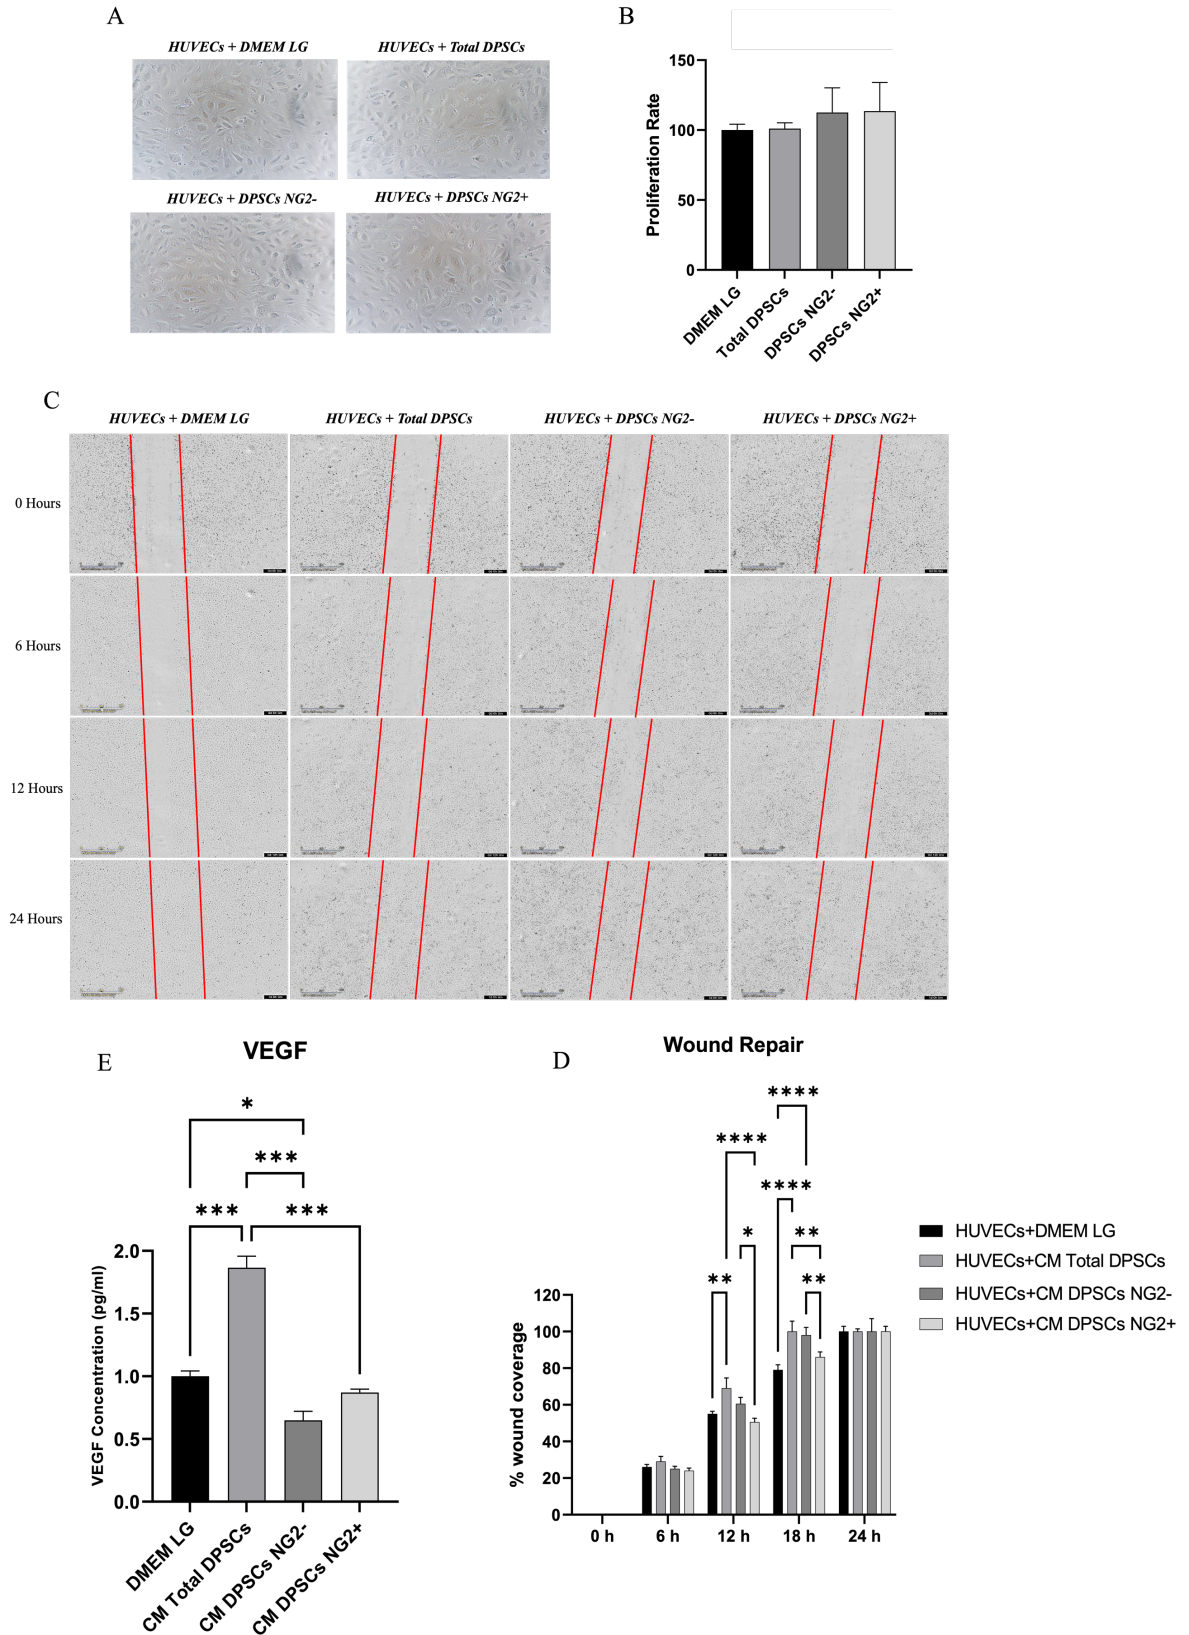 A
HUVECs + DMEM LG
HUVECs + Total DPSCs
HUVECs + DPSCs NG2-
HUVECs + DPSCs NG2+
B
Proliferation Rate
150
100
50
0
DMEM LG
Total DPSCs
DPSCs NG2-
DPSCs NG2+
C
HUVECs + DMEM LG
HUVECs + Total DPSCs
HUVECs + DPSCs NG2-
HUVECs + DPSCs NG2+
0 Hours
6 Hours
12 Hours
24 Hours
E
VEGF
*
***
***
***
VEGF Concentration (pg/ml)
2.0
1.5
1.0
0.5
0.0
DMEM LG
CM Total DPSCs
CM DPSCs NG2-
CM DPSCs NG2+
D
Wound Repair
****
****
****
**
*
**
**
% wound coverage
120
100
80
60
40
20
0
0 h
6 h
12 h
18 h
24 h
HUVECs+DMEM LG
HUVECs+CM Total DPSCs
HUVECs+CM DPSCs NG2-
HUVECs+CM DPSCs NG2+